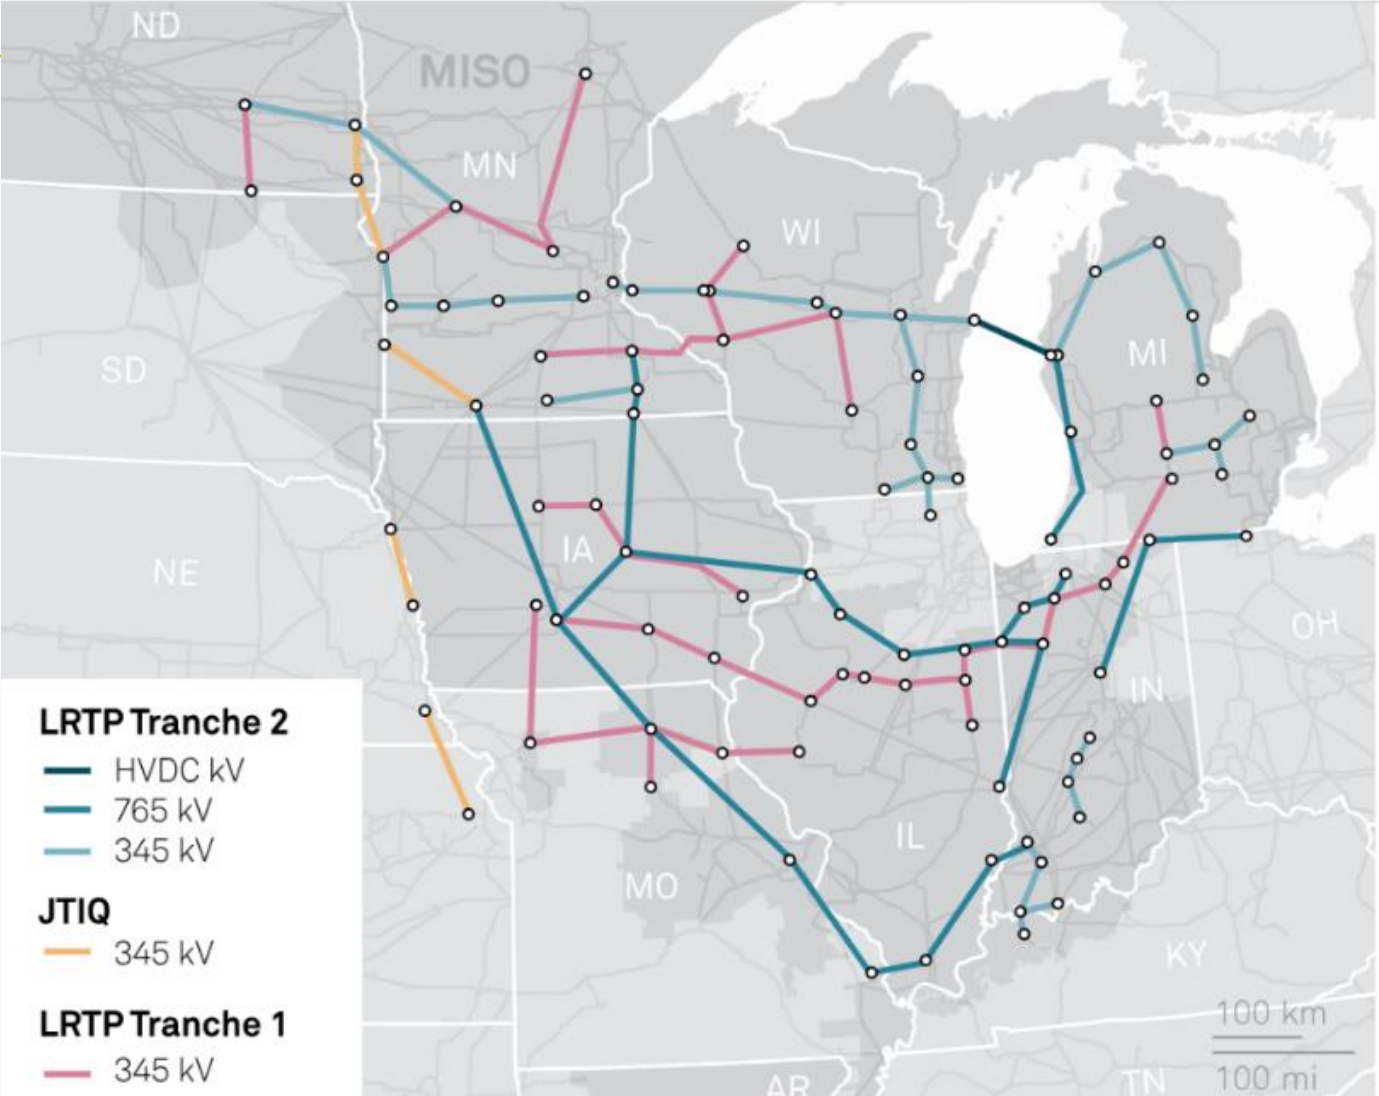 ND
MISO
MN
WI
SD
MI
IA
NE
OH
IN
LRTP Tranche 2
HVDC kV
765 kV
345 kV
IL
MO
JTIQ
345 kV
KY
LRTP Tranche 1
345 kV
100 km
100 mi
AR
TN